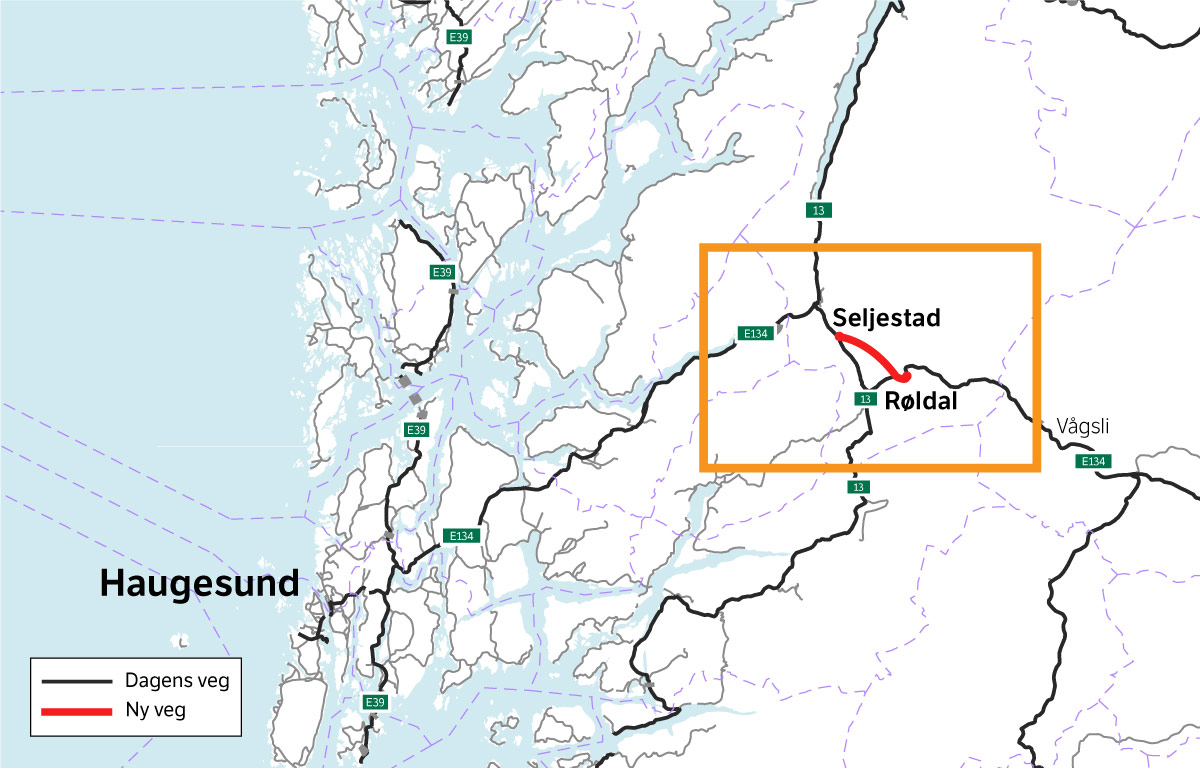 E39
13
E39
Seljestad
E134
13
Røldal
Vågsli
E39
E134
13
E134
Haugesund
Dagens veg
Ny veg
E39